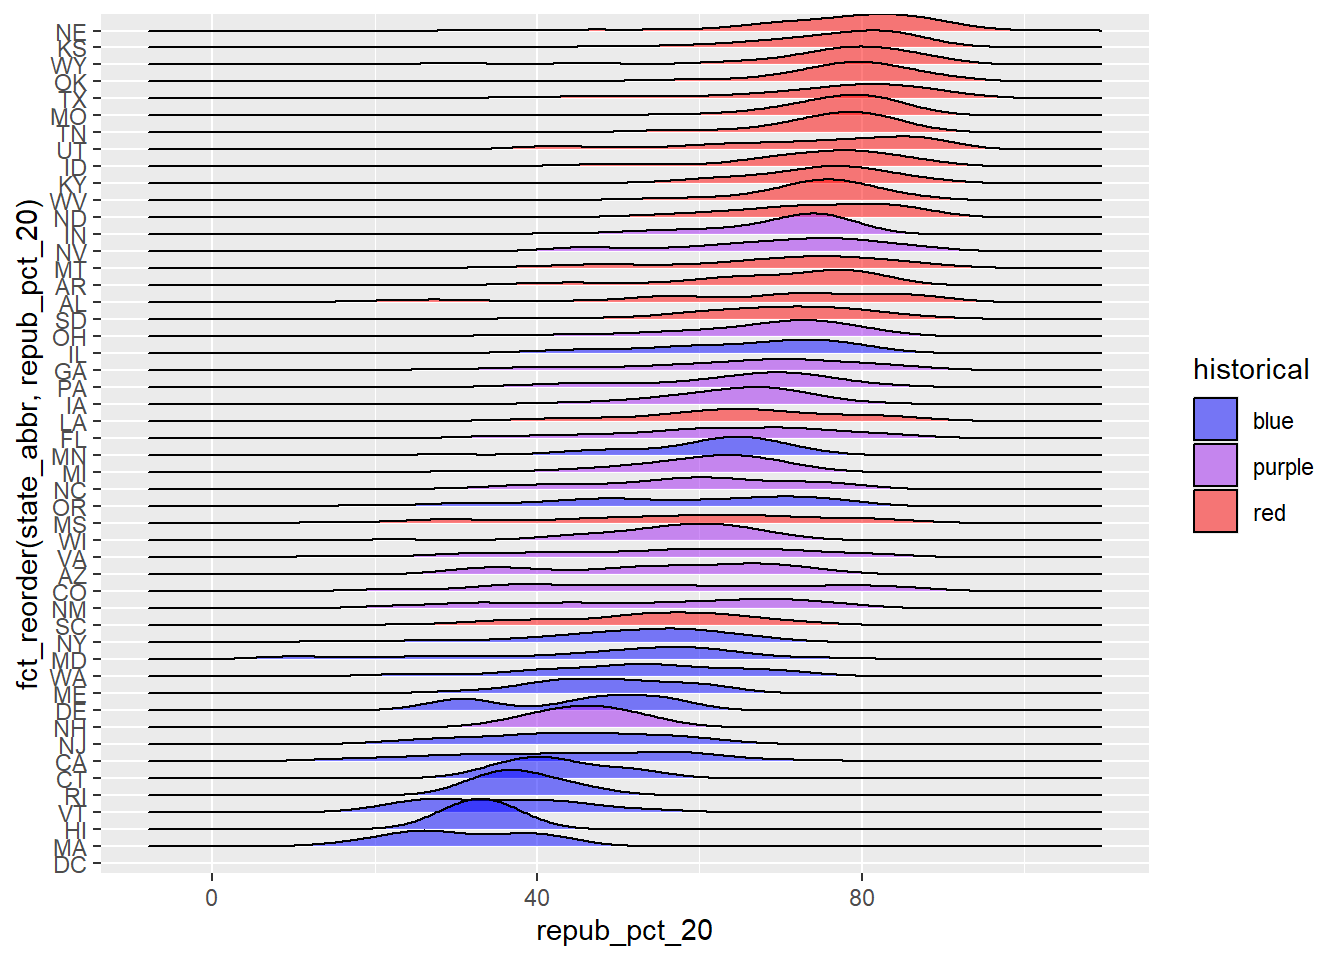 NE
KS
WY
OK
TX
MO
TN
UT
ID
KY
WV
ND
IN
NV
MT
AR
AL
SD
OH
IL
GA
PA
IA
LA
FL
MN
MI
NC
OR
MS
WI
VA
AZ
CO
NM
SC
NY
MD
WA
ME
DE
NH
NJ
CA
CT
RI
VT
HI
MA
DC
fct_reorder(state_abbr, repub_pct_20)
0 40 80
repub_pct_20
historical
blue
purple
red